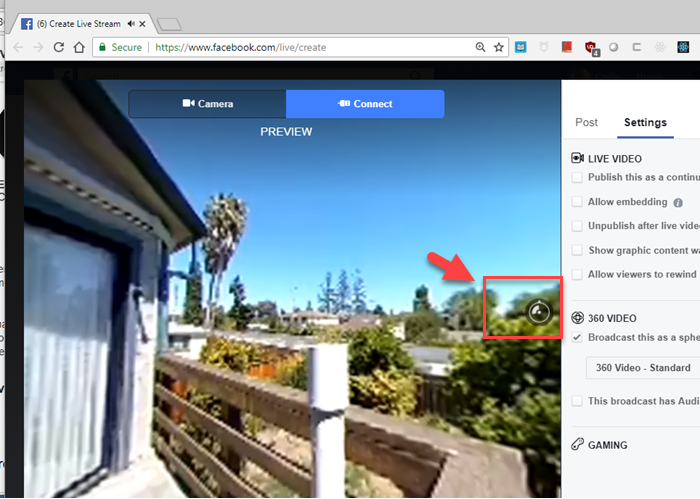 (6) Create Live Stream
Secure
https://www.facebook.com/live/create
4
Camera
Connect
PREVIEW
Post
Settings
LIVE VIDEO
Publish this as a continu
Allow embedding
Unpublish after live vide
Show graphic content wa
Allow viewers to rewind
360 VIDEO
Broadcast this as a sphe
360 Video - Standard
This broadcast has Audi
GAMING